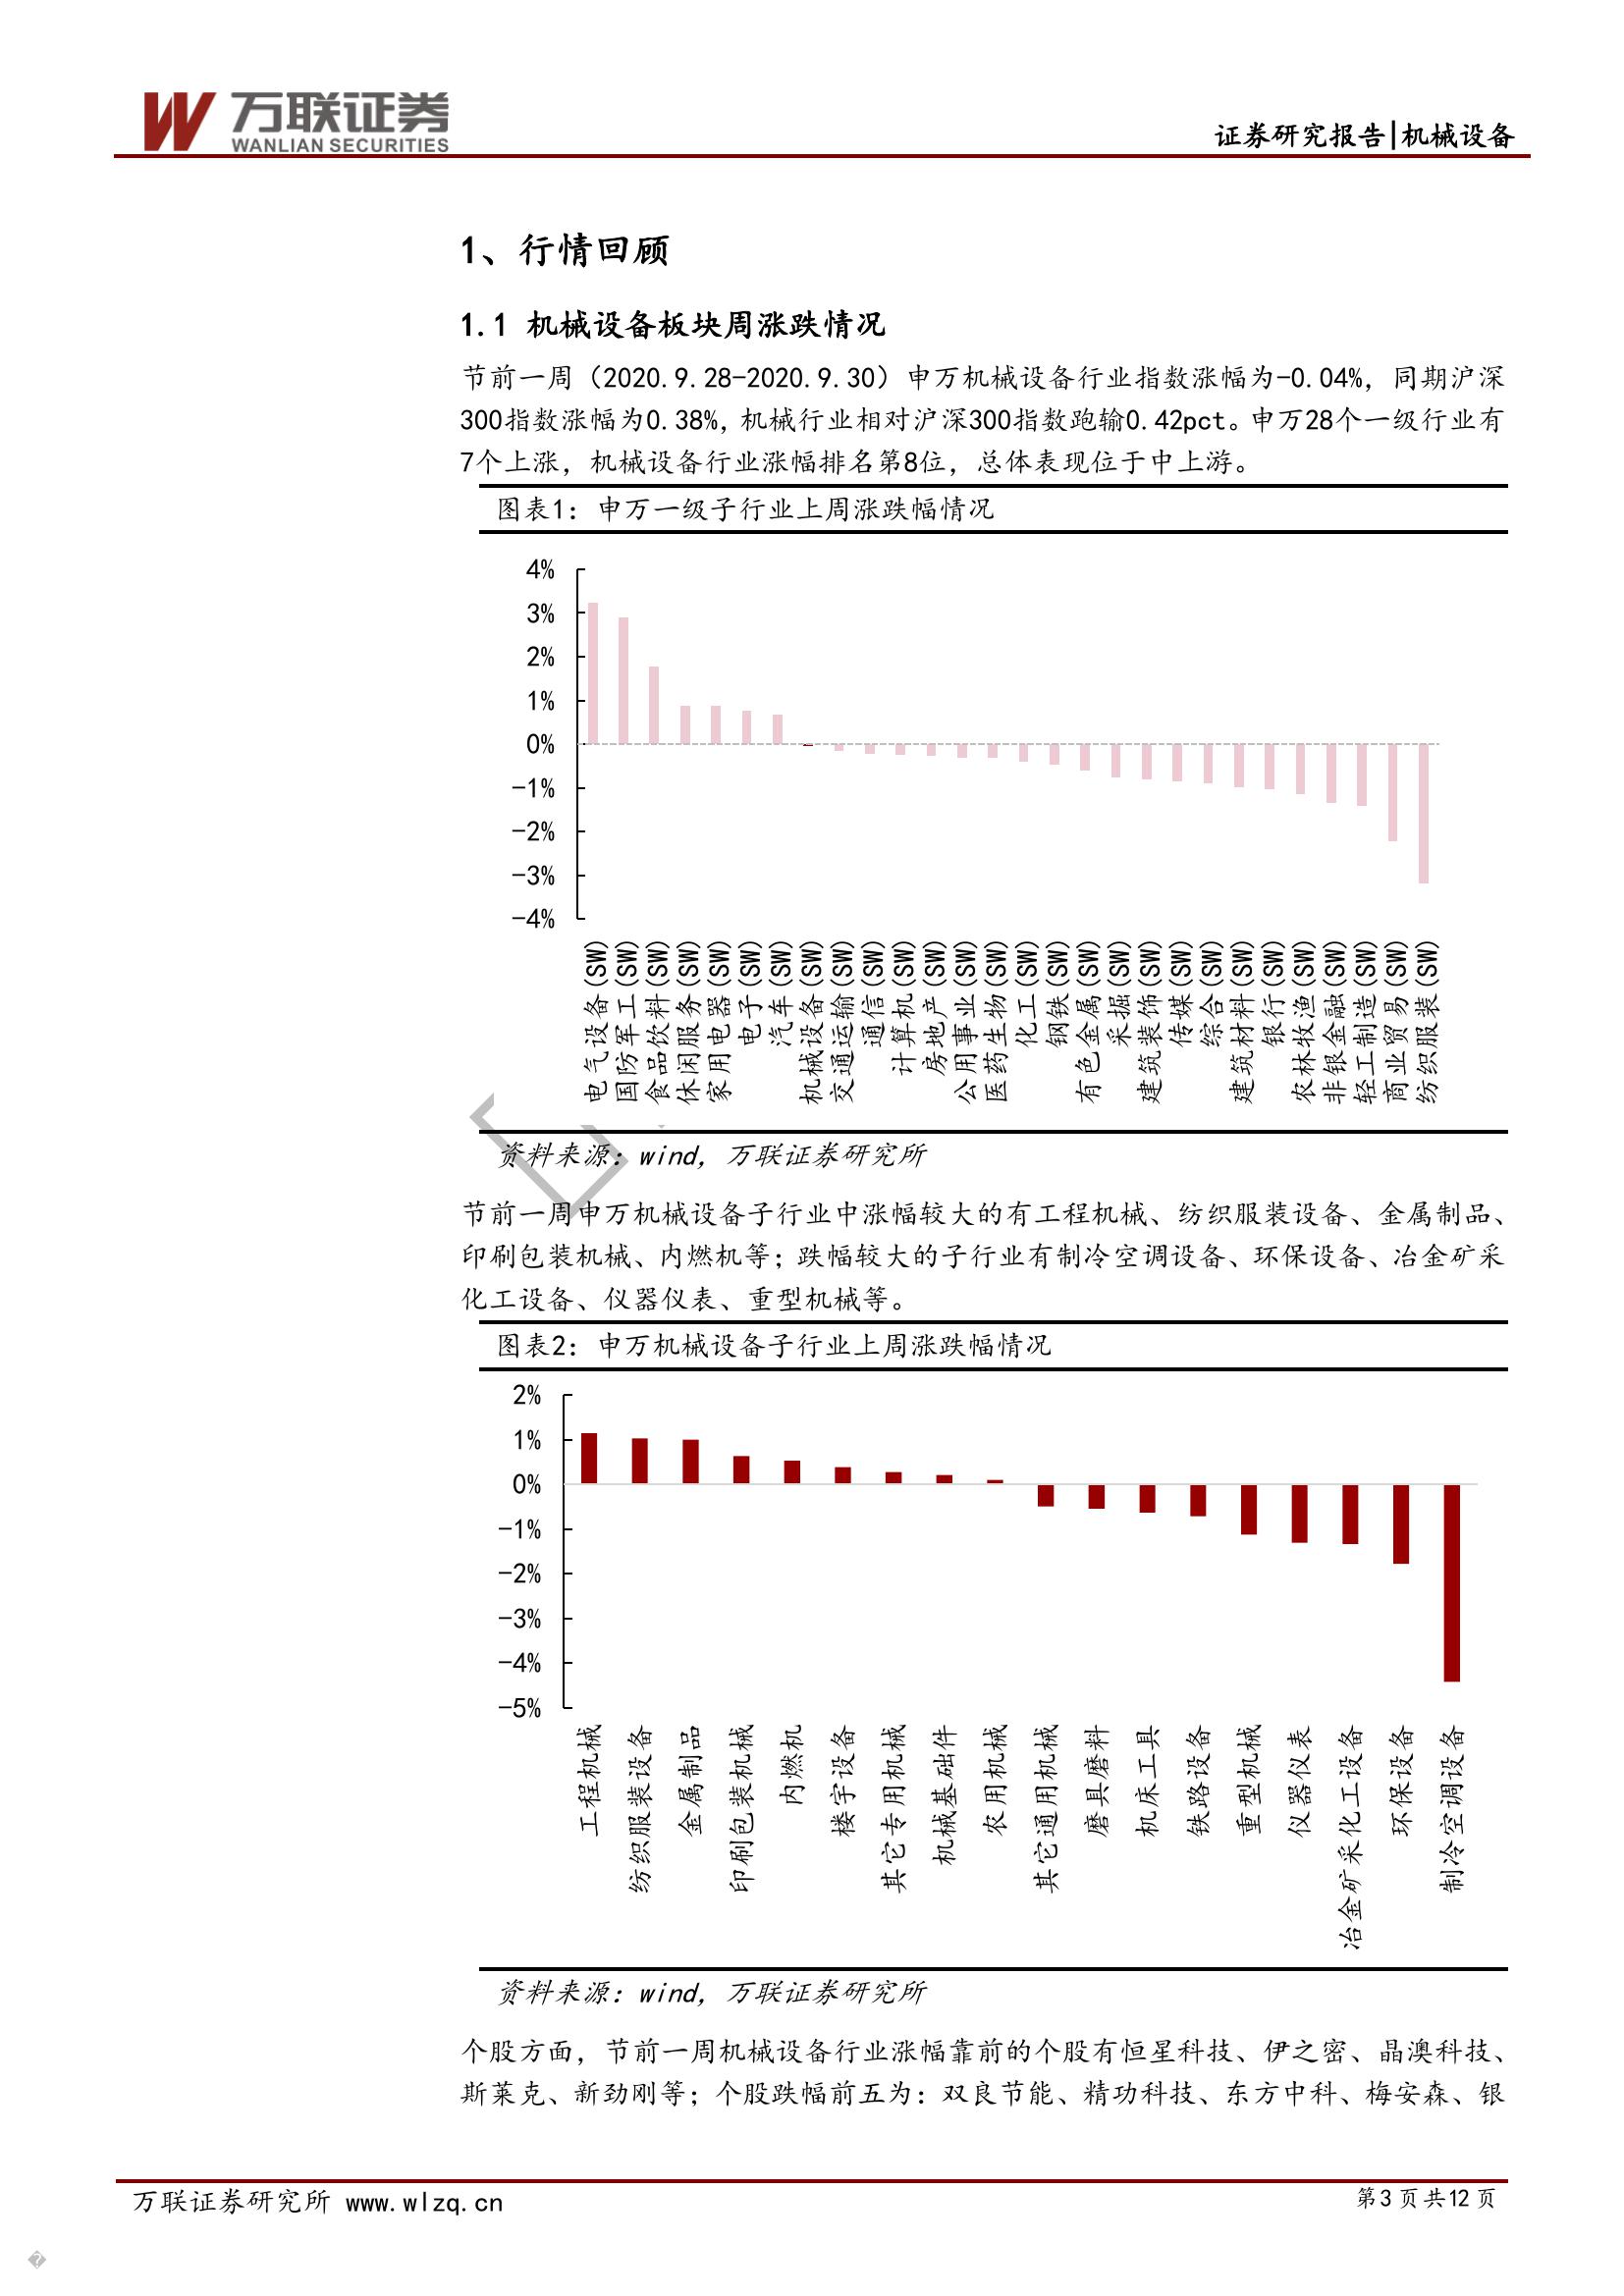 万联证券
WANLIAN SECURITIES
证券研究报告|机械设备
1、行情回顾
1.1 机械设备板块周涨跌情况
节前一周（2020.9.28-2020.9.30）申万机械设备行业指数涨幅为-0.04%，同期沪深
300指数涨幅为0.38%，机械行业相对沪深300指数跑输0.42pct。申万28个一级行业有
7个上涨，机械设备行业涨幅排名第8位，总体表现位于中上游。
图表1：申万一级子行业上周涨跌幅情况
4%
3%
2%
1%
0%
-1%
-2%
-3%
-4%
电气设备(SW)
国防军工(SW)
食品饮料(SW)
休闲服务(SW)
家用电器(SW)
电子(SW)
汽车(SW)
机械设备(SW)
交通运输(SW)
通信(SW)
计算机(SW)
房地产(SW)
公用事业(SW)
医药生物(SW)
化工(SW)
钢铁(SW)
有色金属(SW)
采掘(SW)
建筑装饰(SW)
传媒(SW)
综合(SW)
建筑材料(SW)
银行(SW)
农林牧渔(SW)
非银金融(SW)
轻工制造(SW)
商业贸易(SW)
纺织服装(SW)
资料来源：wind，万联证券研究所
节前一周申万机械设备子行业中涨幅较大的有工程机械、纺织服装设备、金属制品、
印刷包装机械、内燃机等；跌幅较大的子行业有制冷空调设备、环保设备、冶金矿采
化工设备、仪器仪表、重型机械等。
图表2：申万机械设备子行业上周涨跌幅情况
2%
1%
0%
-1%
-2%
-3%
-4%
-5%
工程机械
纺织服装设备
金属制品
印刷包装机械
内燃机
楼宇设备
其它专用机械
机械基础件
农用机械
其它通用机械
磨具磨料
机床工具
铁路设备
重型机械
仪器仪表
冶金矿采化工设备
环保设备
制冷空调设备
资料来源：wind，万联证券研究所
个股方面，节前一周机械设备行业涨幅靠前的个股有恒星科技、伊之密、晶澳科技、
斯莱克、新劲刚等；个股跌幅前五为：双良节能、精功科技、东方中科、梅安森、银
万联证券研究所 www.wlzq.cn
第3页共12页